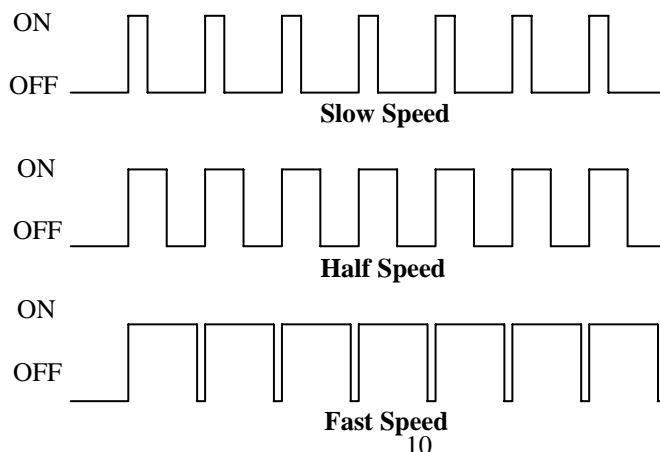 ON
OFF
Slow Speed
ON
OFF
Half Speed
ON
OFF
Fast Speed
10